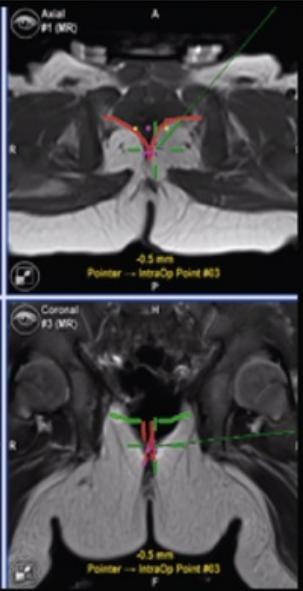 Axial
#1 (MR)
A
R
-0.5 mm
Pointer → IntraOp Point #03
P
Coronal
#3 (MR)
H
R
-0.5 mm
Pointer → IntraOp Point #03
F